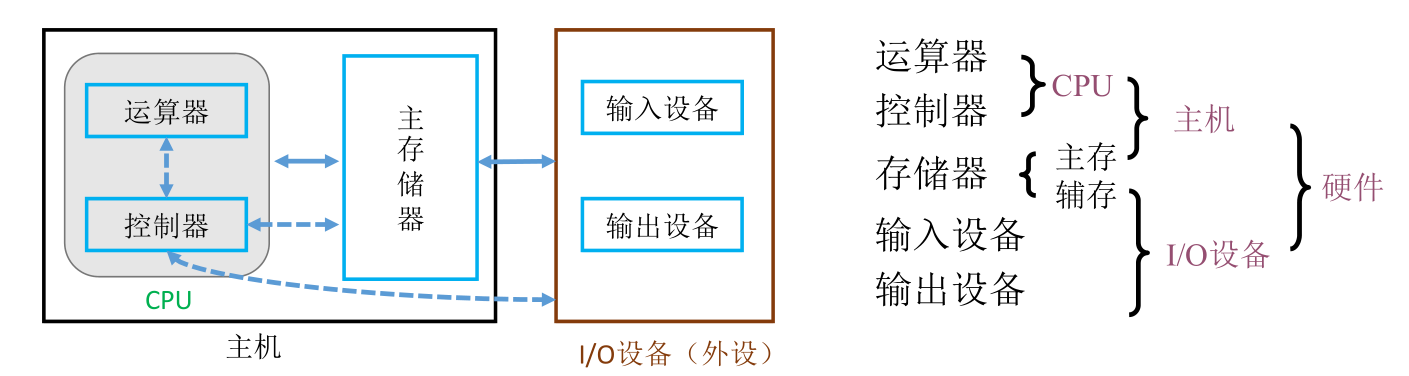 运算器
控制器
CPU
主存储器
主机
输入设备
输出设备
I/O设备（外设）
运算器
控制器
CPU
存储器
主存
辅存
主机
输入设备
输出设备
I/O设备
硬件